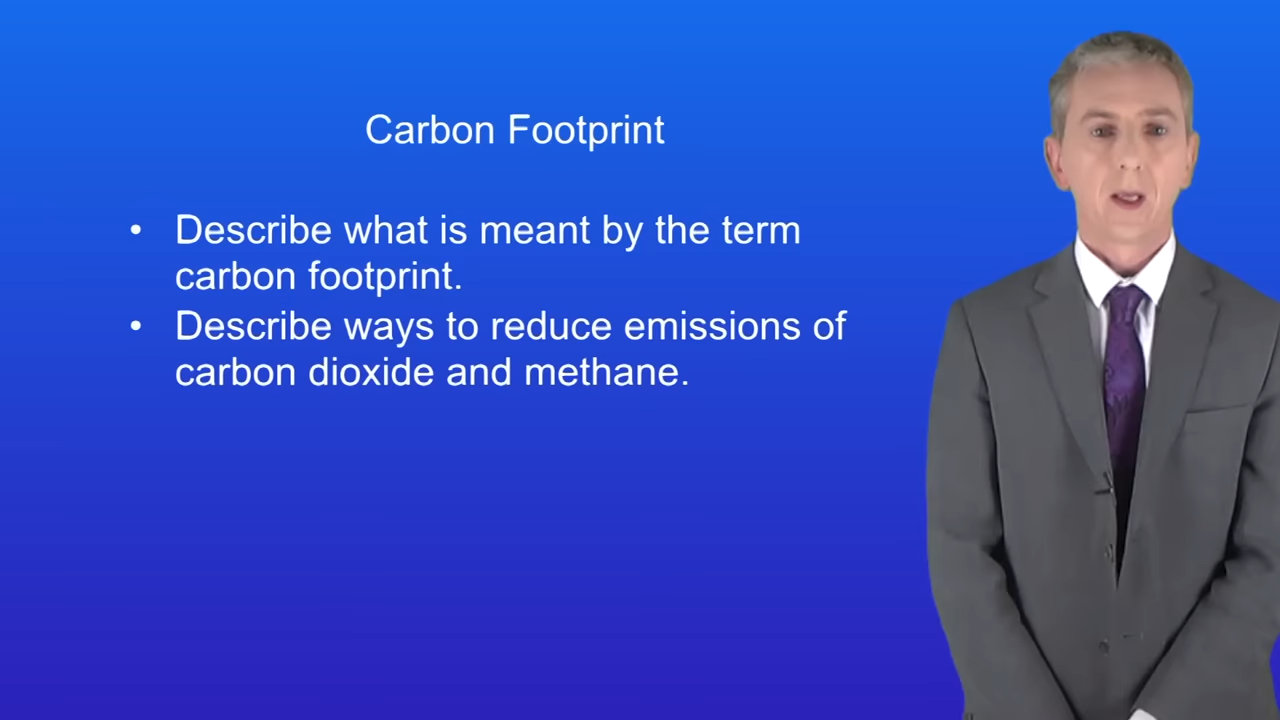 Carbon Footprint
• Describe what is meant by the term
carbon footprint.
• Describe ways to reduce emissions of
carbon dioxide and methane.